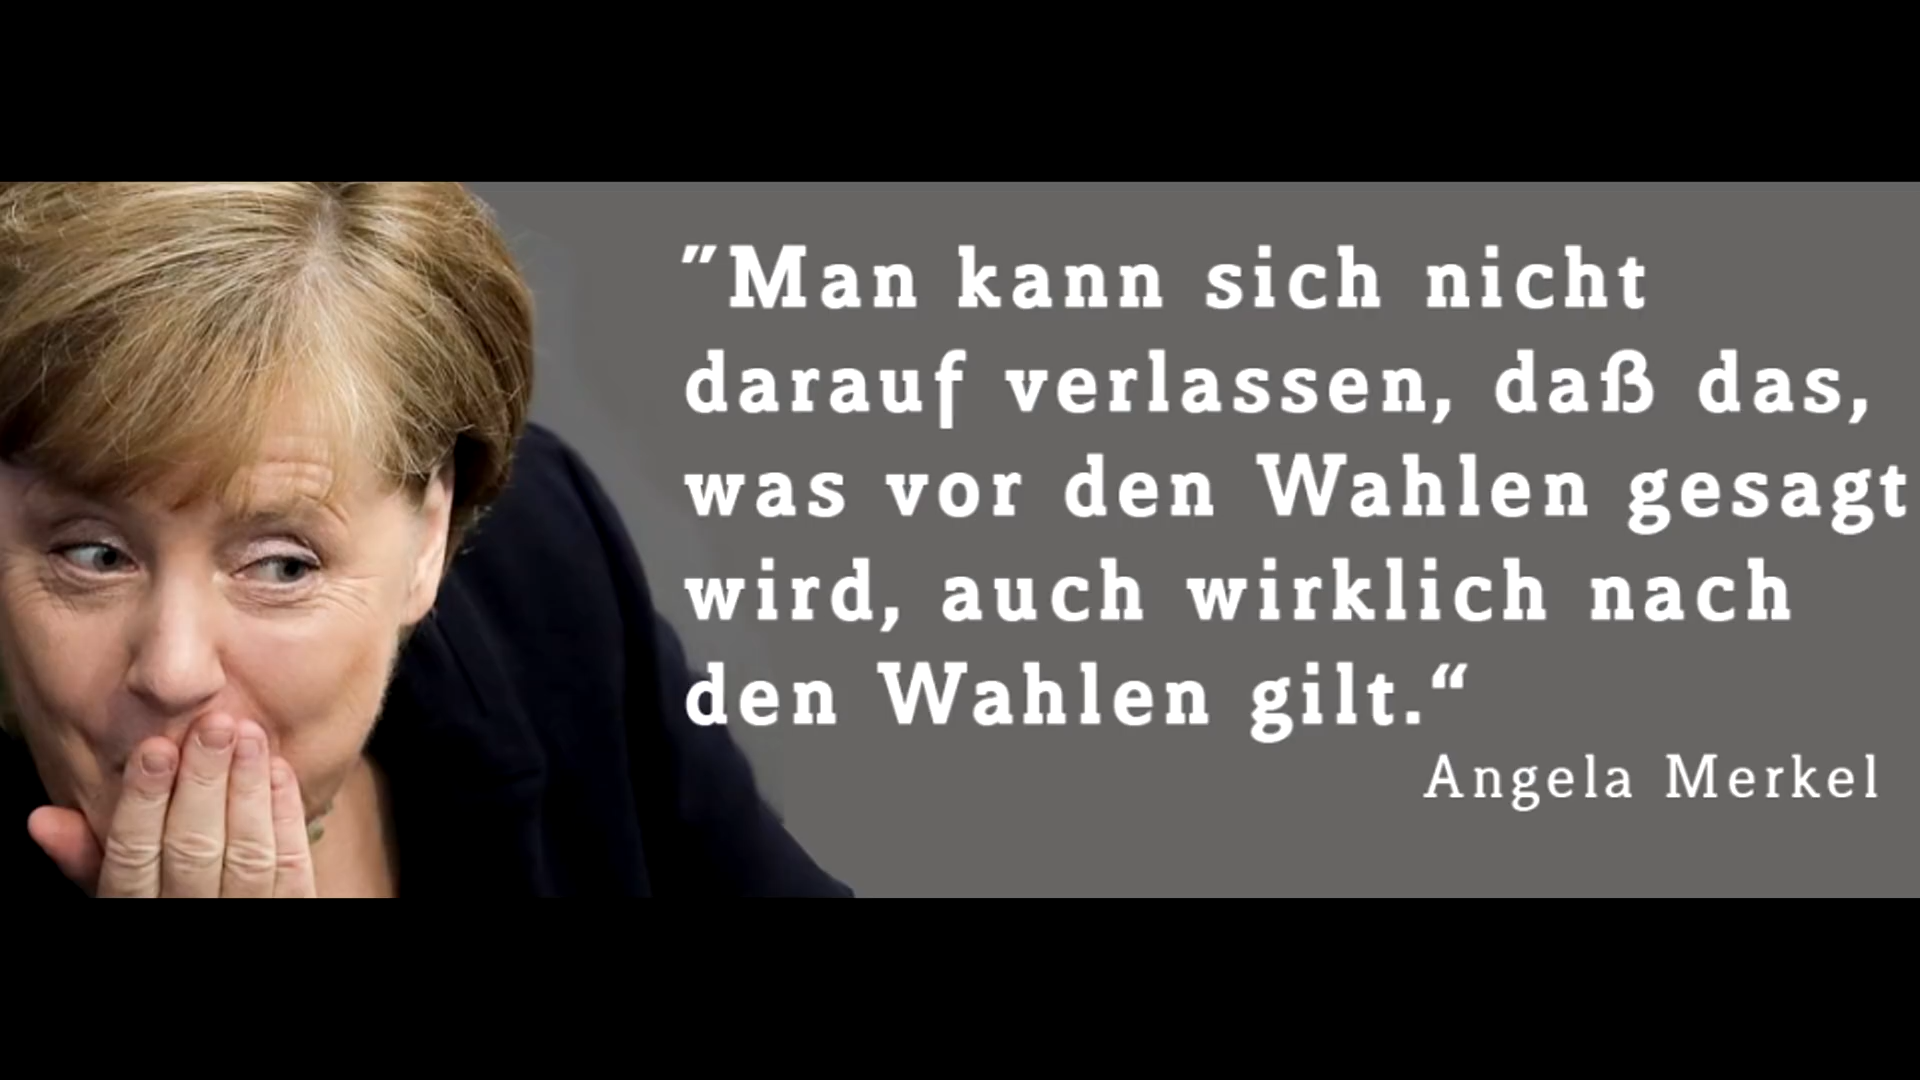 "Man kann sich nicht
darauf verlassen, daß das,
was vor den Wahlen gesagt
wird, auch wirklich nach
den Wahlen gilt.“
Angela Merkel